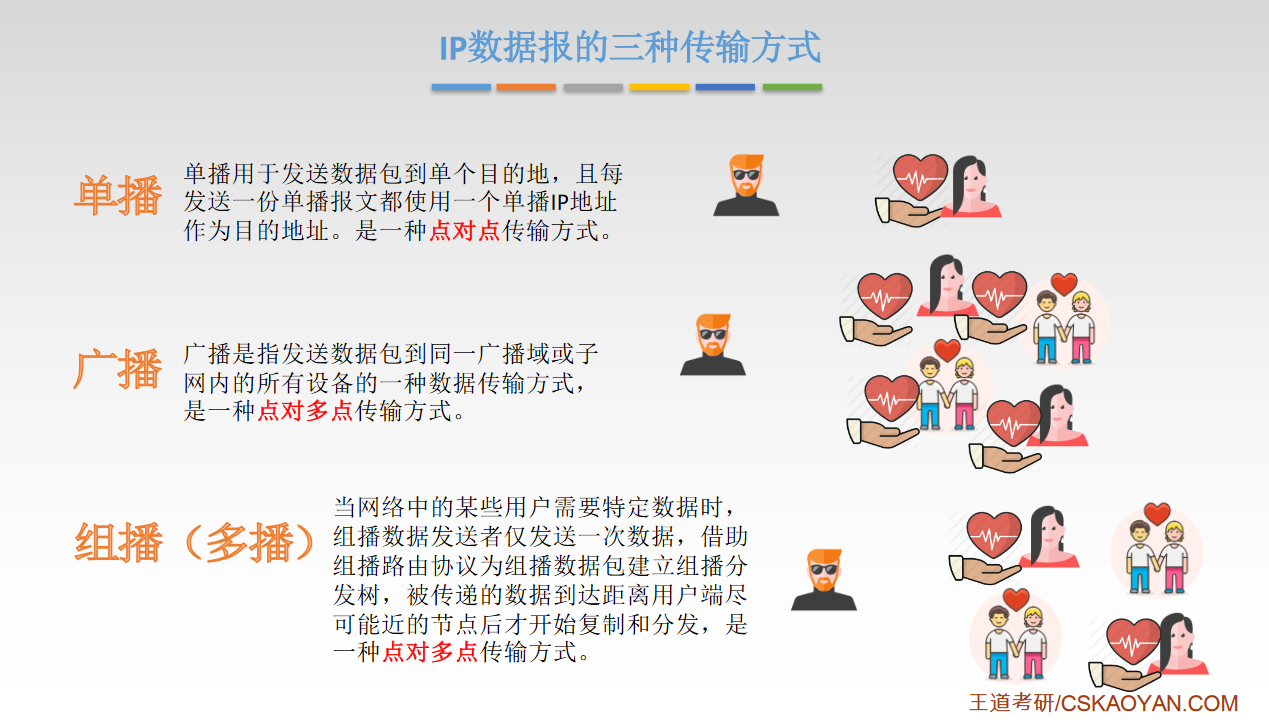 IP数据报的三种传输方式
单播
单播用于发送数据包到单个目的地，且每
发送一份单播报文都使用一个单播IP地址
作为目的地址。是一种点对点传输方式。
广播
广播是指发送数据包到同一广播域或子
网内的所有设备的一种数据传输方式，
是一种点对多点传输方式。
组播（多播）
当网络中的某些用户需要特定数据时，
组播数据发送者仅发送一次数据，借助
组播路由协议为组播数据包建立组播分
发树，被传递的数据到达距离用户端尽
可能近的节点后才开始复制和分发，是
一种点对多点传输方式。
王道考研/CSKAOYAN.COM